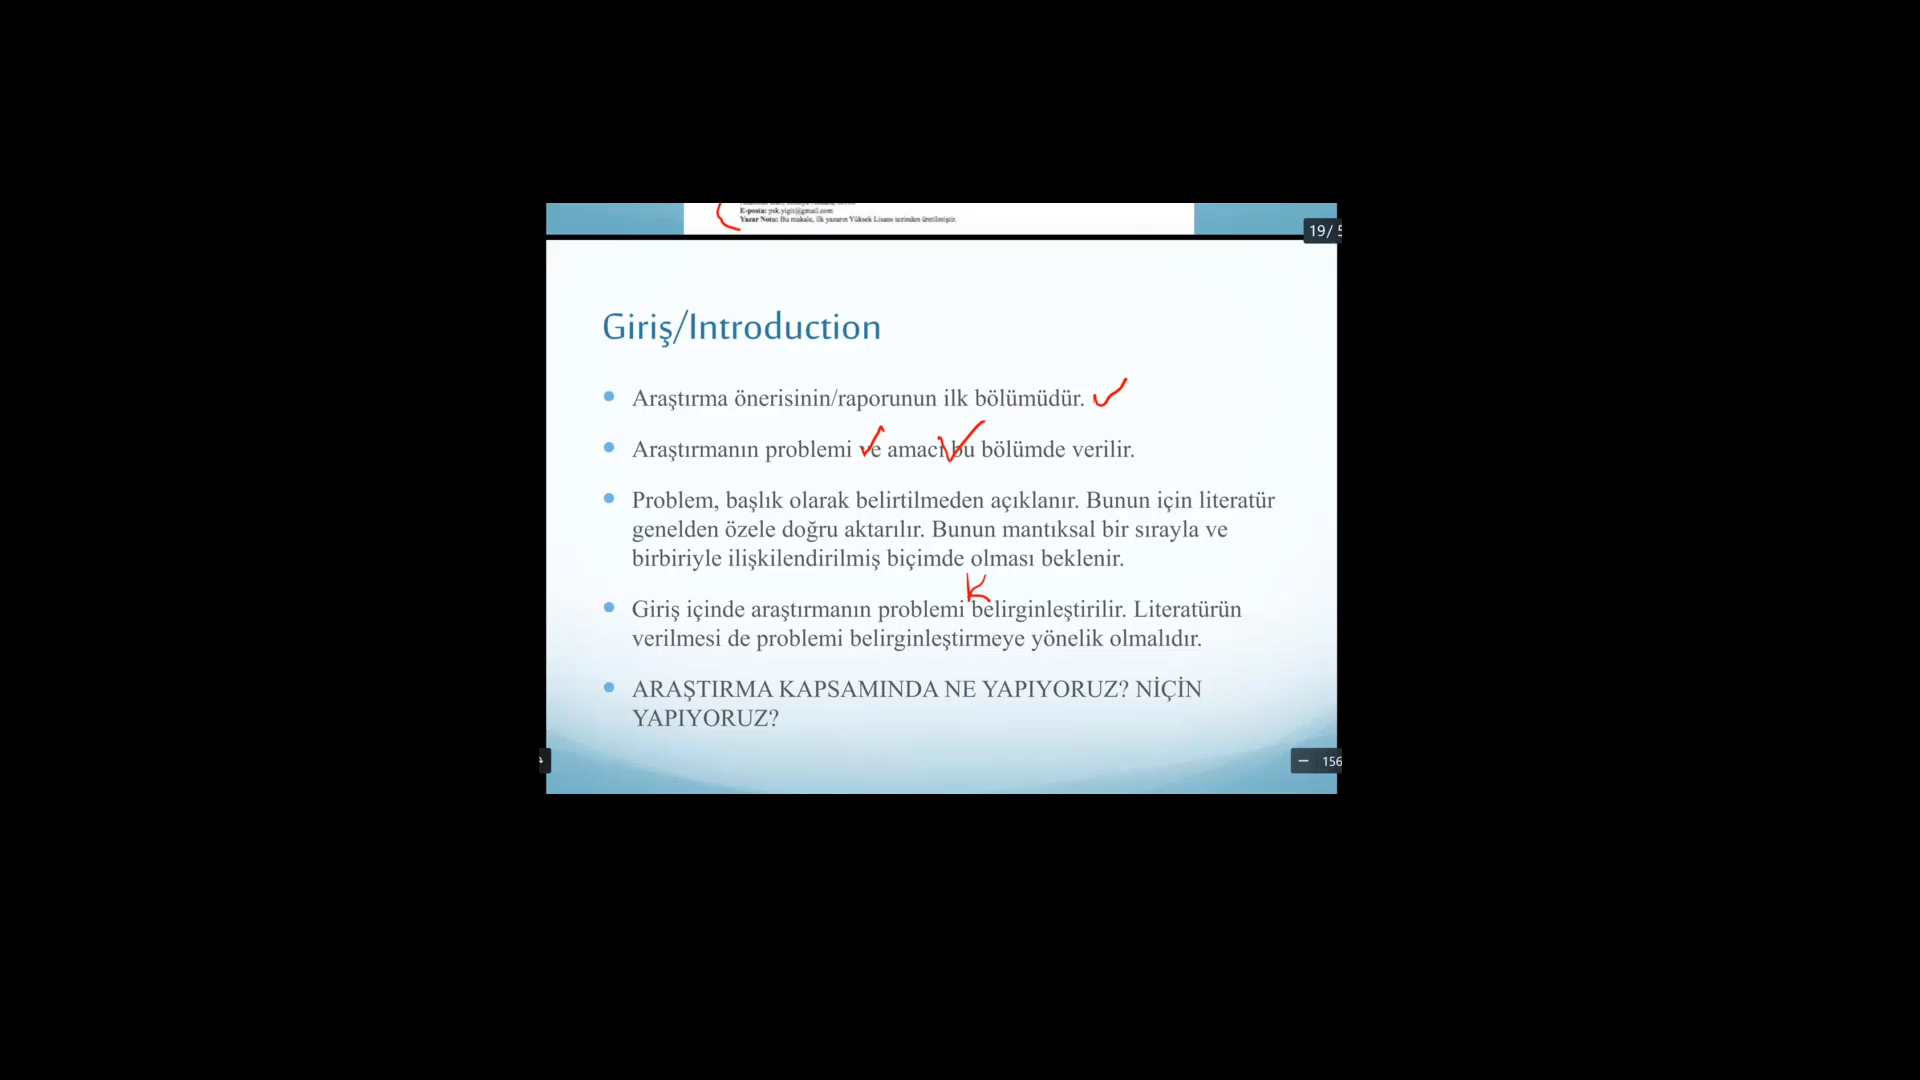 E-posta: psk.yigit@gmail.com
Yazar Notu: Bu makale, ilk yazarın Yüksek Lisans tezinden üretilmiştir.
19/ 5
Giriş/Introduction
Araştırma önerisinin/raporunun ilk bölümüdür.
Araştırmanın problemi ve amacı bu bölümde verilir.
Problem, başlık olarak belirtilmeden açıklanır. Bunun için literatür
genelden özele doğru aktarılır. Bunun mantıksal bir sırayla ve
birbiriyle ilişkilendirilmiş biçimde olması beklenir.
Giriş içinde araştırmanın problemi belirginleştirilir. Literatürün
verilmesi de problemi belirginleştirmeye yönelik olmalıdır.
ARAŞTIRMA KAPSAMINDA NE YAPIYORUZ? NİÇİN
YAPIYORUZ?
156